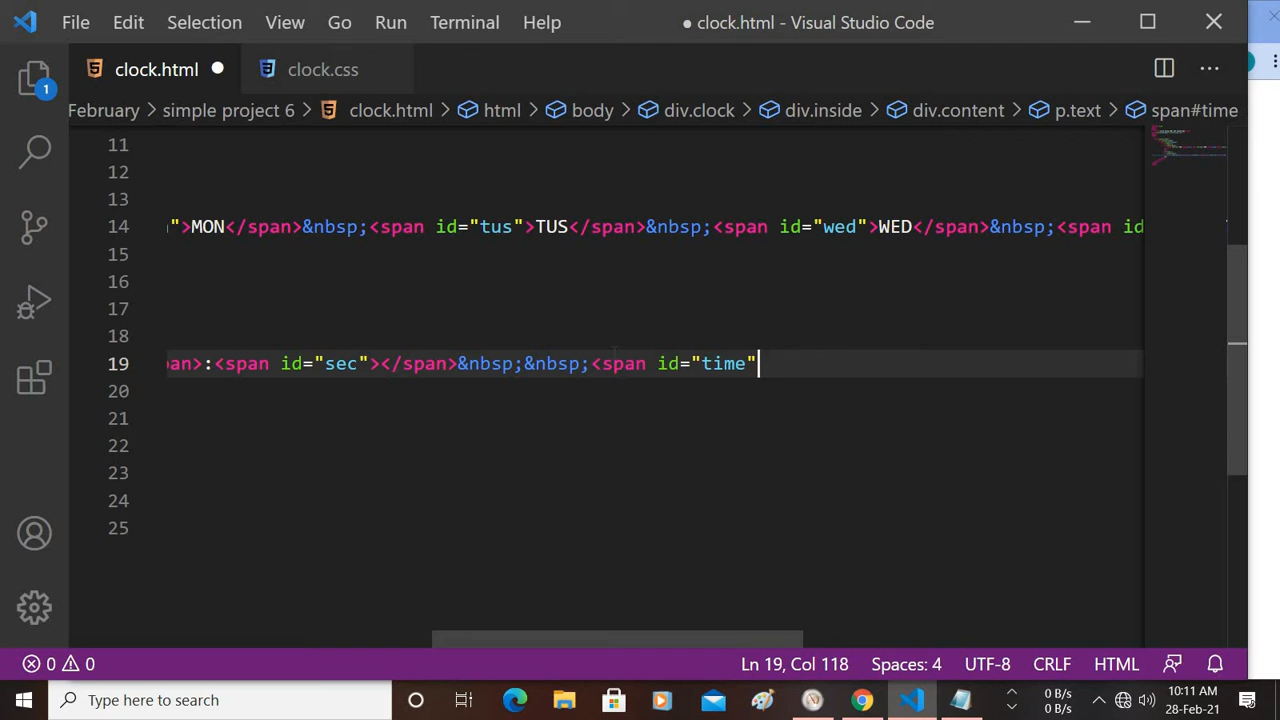 File Edit Selection View Go Run Terminal Help ● clock.html - Visual Studio Code
clock.html ● clock.css
February > simple project 6 > clock.html > html > body > div.clock > div.inside > div.content > p.text > span#time
1
11
12
13
14 ">MON</span>&nbsp;<span id="tus">TUS</span>&nbsp;<span id="wed">WED</span>&nbsp;<span id
15
16
17
18
19 an>:<span id="sec"></span>&nbsp;&nbsp;<span id="time"
20
21
22
23
24
25
0 0 Ln 19, Col 118 Spaces: 4 UTF-8 CRLF HTML
Type here to search
0 B/s
0 B/s
10:11 AM
28-Feb-21